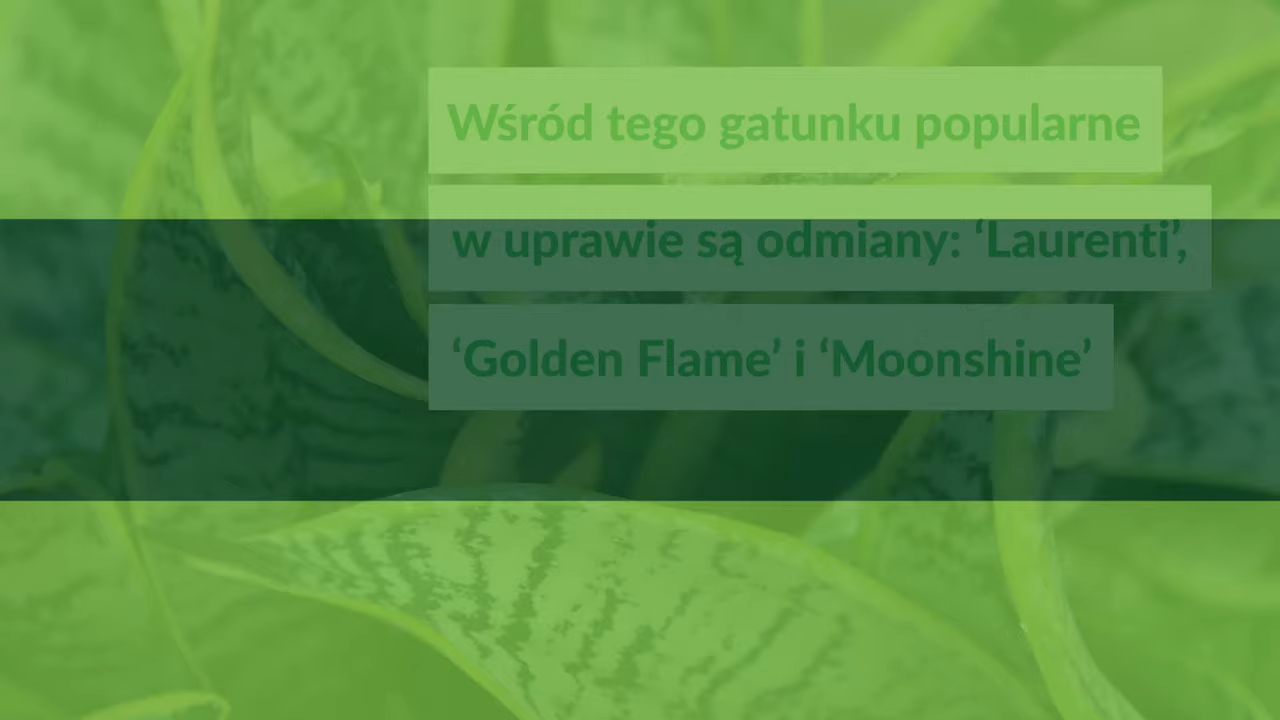 Wśród tego gatunku popularne
w uprawie są odmiany: ‘Laurenti’,
‘Golden Flame’ i ‘Moonshine’